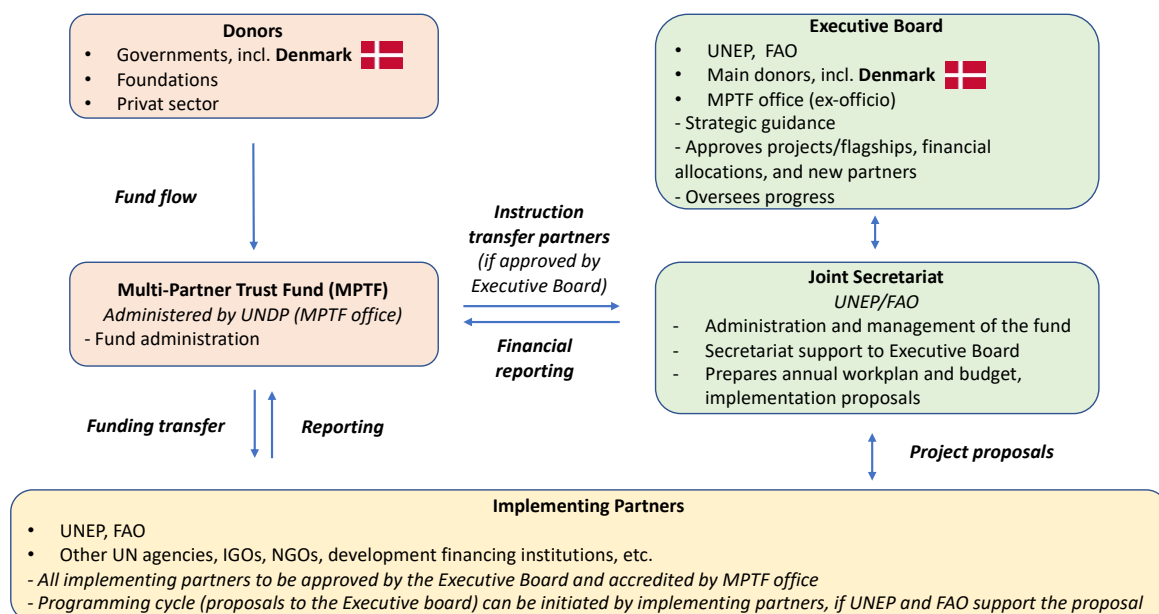 Donors
• Governments, incl. Denmark
• Foundations
• Privat sector
Executive Board
• UNEP, FAO
• Main donors, incl. Denmark
• MPTF office (ex-officio)
- Strategic guidance
- Approves projects/flagships, financial
allocations, and new partners
- Oversees progress
Fund flow
Instruction
transfer partners
(if approved by
Executive Board)
Multi-Partner Trust Fund (MPTF)
Administered by UNDP (MPTF office)
- Fund administration
Financial
reporting
Joint Secretariat
UNEP/FAO
- Administration and management of the fund
- Secretariat support to Executive Board
- Prepares annual workplan and budget,
implementation proposals
Funding transfer
Reporting
Project proposals
Implementing Partners
• UNEP, FAO
• Other UN agencies, IGOs, NGOs, development financing institutions, etc.
- All implementing partners to be approved by the Executive Board and accredited by MPTF office
- Programming cycle (proposals to the Executive board) can be initiated by implementing partners, if UNEP and FAO support the proposal